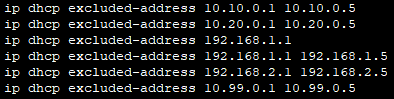 ip dhcp excluded-address 10.10.0.1 10.10.0.5
ip dhcp excluded-address 10.20.0.1 10.20.0.5
ip dhcp excluded-address 192.168.1.1
ip dhcp excluded-address 192.168.1.1 192.168.1.5
ip dhcp excluded-address 192.168.2.1 192.168.2.5
ip dhcp excluded-address 10.99.0.1 10.99.0.5